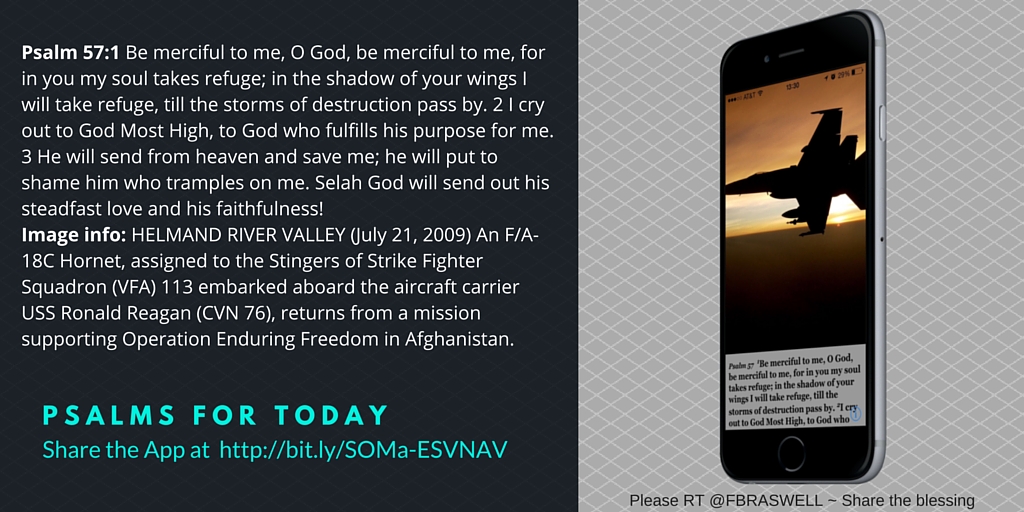 Psalm 57:1 Be merciful to me, O God, be merciful to me, for
in you my soul takes refuge; in the shadow of your wings I
will take refuge, till the storms of destruction pass by. 2 I cry
out to God Most High, to God who fulfills his purpose for me.
3 He will send from heaven and save me; he will put to
shame him who tramples on me. Selah God will send out his
steadfast love and his faithfulness!
Image info: HELMAND RIVER VALLEY (July 21, 2009) An F/A-
18C Hornet, assigned to the Stingers of Strike Fighter
Squadron (VFA) 113 embarked aboard the aircraft carrier
USS Ronald Reagan (CVN 76), returns from a mission
supporting Operation Enduring Freedom in Afghanistan.
PSALMS FOR TODAY
Share the App at http://bit.ly/SOMa-ESVNAV
AT&T 13:30 29%
Psalm 57 ¹Be merciful to me, O God,
be merciful to me, for in you my soul
takes refuge; in the shadow of your
wings I will take refuge, till the
storms of destruction pass by. ²I cry
out to God Most High, to God who
Please RT @FBRASWELL ~ Share the blessing